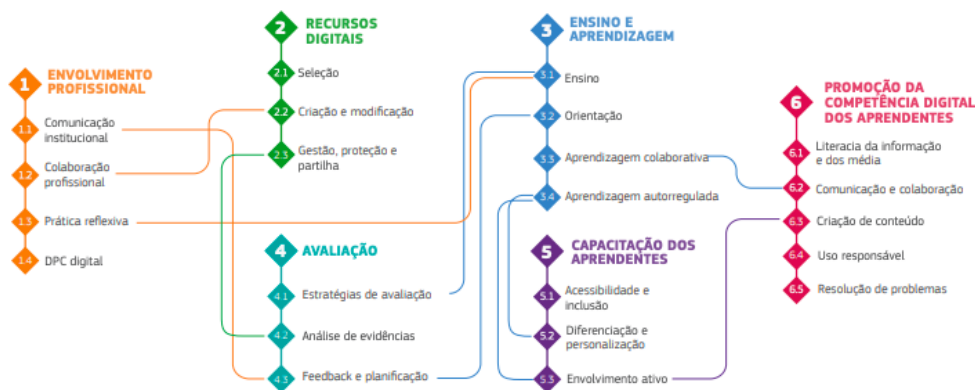 1
ENVOLVIMENTO
PROFISSIONAL
1.1
Comunicação
institucional
1.2
Colaboração
profissional
1.3
Prática reflexiva
1.4
DPC digital
2
RECURSOS
DIGITAIS
2.1
Seleção
2.2
Criação e modificação
2.3
Gestão, proteção e
partilha
3
ENSINO E
APRENDIZAGEM
3.1
Ensino
3.2
Orientação
3.3
Aprendizagem colaborativa
3.4
Aprendizagem autorregulada
4
AVALIAÇÃO
4.1
Estratégias de avaliação
4.2
Análise de evidências
4.3
Feedback e planificação
5
CAPACITAÇÃO DOS
APRENDENTES
5.1
Acessibilidade e
inclusão
5.2
Diferenciação e
personalização
5.3
Envolvimento ativo
6
PROMOÇÃO DA
COMPETÊNCIA DIGITAL
DOS APRENDENTES
6.1
Literacia da informação
e dos média
6.2
Comunicação e colaboração
6.3
Criação de conteúdo
6.4
Uso responsável
6.5
Resolução de problemas